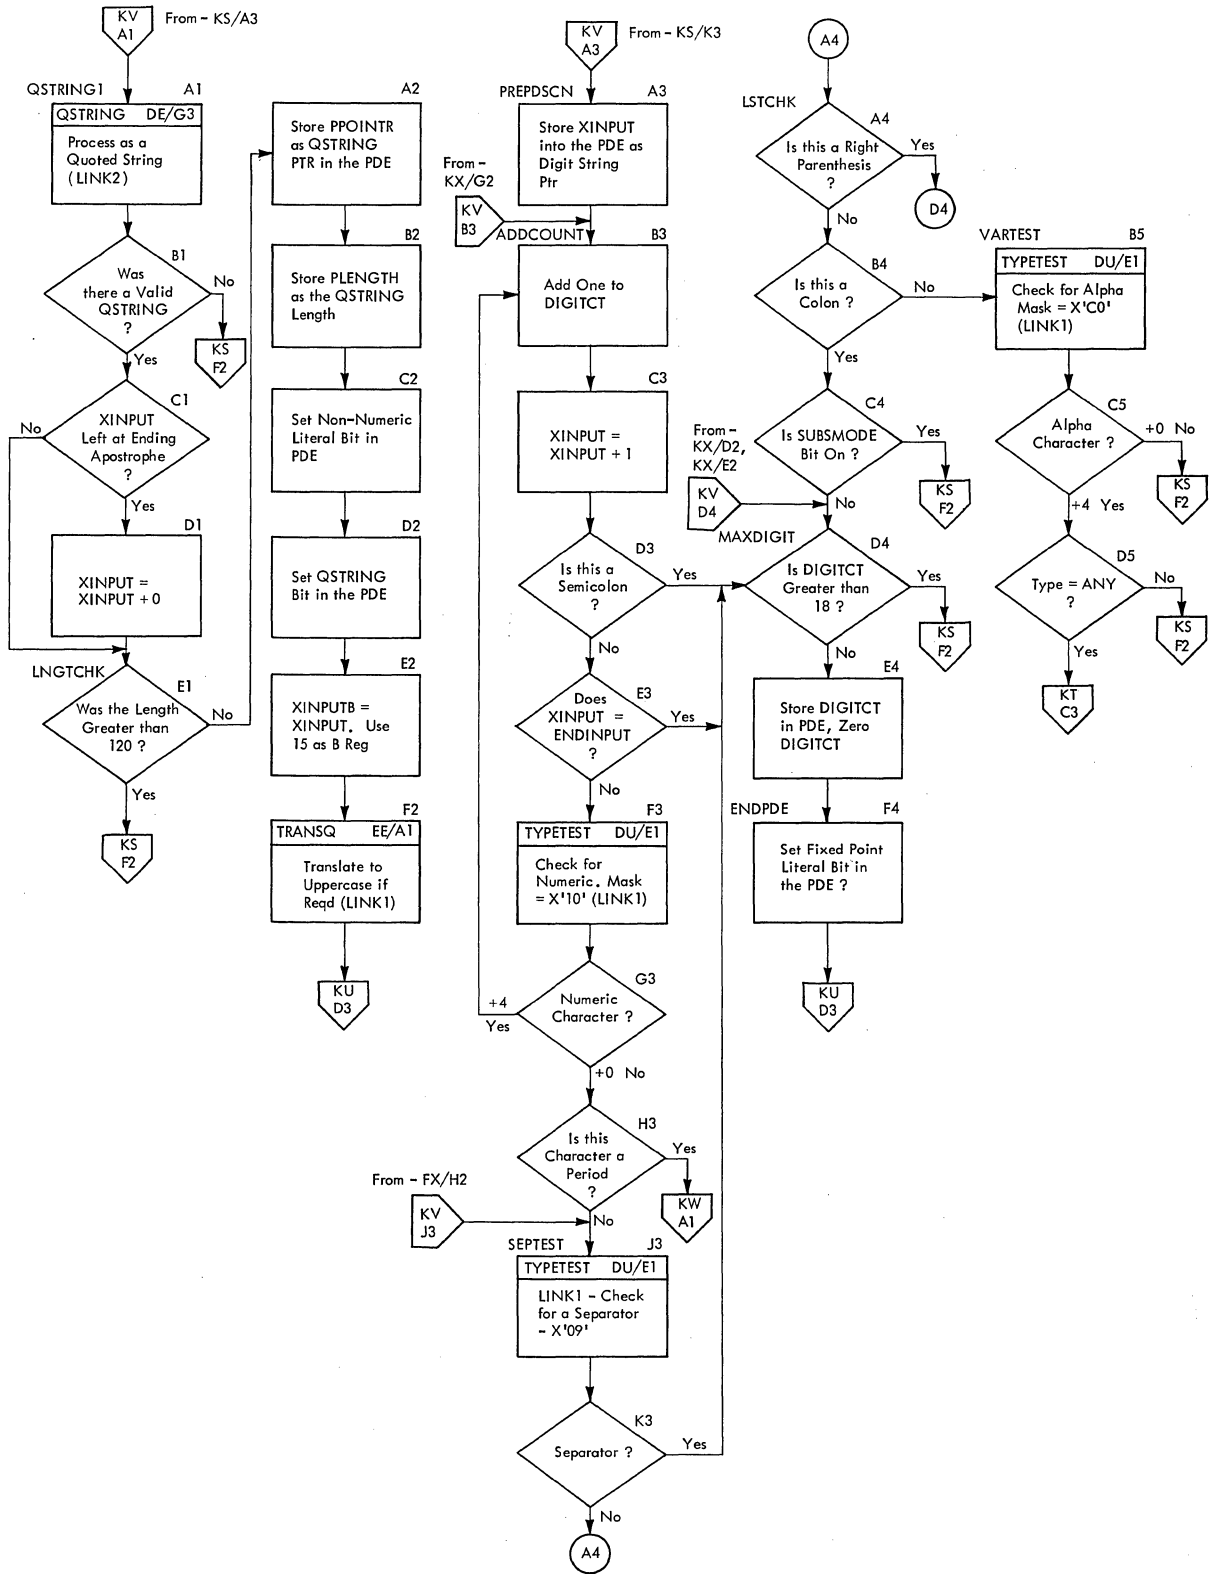 KV
A1
From - KS/A3
QSTRING1
A1
QSTRING DE/G3
Process as a
Quoted String
(LINK2)
B1
Was
there a Valid
QSTRING
?
No
KS
F2
Yes
C1
XINPUT
Left at Ending
Apostrophe
?
No
Yes
D1
XINPUT =
XINPUT +0
LNGTCHK
E1
Was the Length
Greater than
120 ?
No
Yes
KS
F2
A2
Store PPOINTR
as QSTRING
PTR in the PDE
B2
Store PLENGTH
as the QSTRING
Length
C2
Set Non-Numeric
Literal Bit in
PDE
D2
Set QSTRING
Bit in the PDE
E2
XINPUTB =
XINPUT. Use
15 as B Reg
F2
TRANSQ EE/A1
Translate to
Uppercase if
Reqd (LINK1)
KU
D3
KV
A3
From - KS/K3
PREPDSCN
A3
Store XINPUT
into the PDE as
Digit String
Ptr
From -
KX/G2
KV
B3
ADDCOUNT
B3
Add One to
DIGITCT
C3
XINPUT =
XINPUT + 1
D3
Is this a
Semicolon
?
Yes
No
E3
Does
XINPUT =
ENDINPUT
?
Yes
No
F3
TYPETEST DU/E1
Check for
Numeric. Mask
= X'10' (LINK1)
G3
Numeric
Character ?
+4
Yes
+0 No
H3
Is this
Character a
Period
?
Yes
KW
A1
From - FX/H2
KV
J3
No
SEPTEST
J3
TYPETEST DU/E1
LINK1 - Check
for a Separator
- X'09'
K3
Separator ?
Yes
No
A4
A4
LSTCHK
A4
Is this a Right
Parenthesis
?
Yes
D4
No
B4
Is this a
Colon ?
No
Yes
C4
Is SUBSMODE
Bit On ?
Yes
KS
F2
From -
KX/D2,
KX/E2
KV
D4
No
MAXDIGIT
D4
Is DIGITCT
Greater than
18 ?
Yes
KS
F2
No
E4
Store DIGITCT
in PDE, Zero
DIGITCT
ENDPDE
F4
Set Fixed Point
Literal Bit in
the PDE ?
KU
D3
VARTEST
B5
TYPETEST DU/E1
Check for Alpha
Mask = X'C0'
(LINK1)
C5
Alpha
Character ?
+0 No
KS
F2
+4 Yes
D5
Type = ANY
?
No
KS
F2
Yes
KT
C3